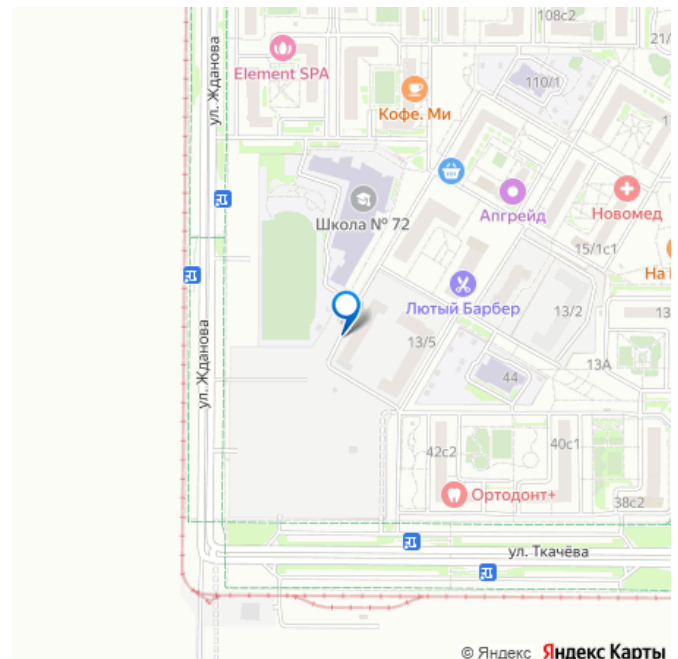 108с2
21/
ул. Жданова
Element SPA
110/1
Кофе. Ми
Школа № 72
Апгрейд
Новомед
15/1с1
На
Лютый Барбер
13/2
13
ул. Жданова
13/5
13А
44
42с2
40с1
Ортодонт+
38с2
ул. Ткачёва
© Яндекс Яндекс Карты